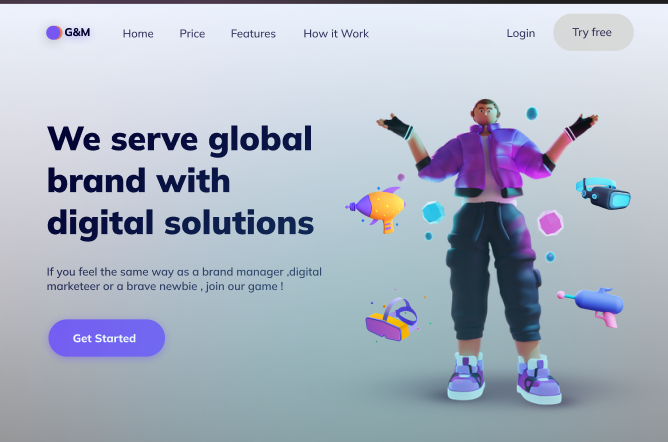 G&M Home Price Features How it Work Login Try free
We serve global
brand with
digital solutions
If you feel the same way as a brand manager ,digital
marketeer or a brave newbie , join our game !
Get Started